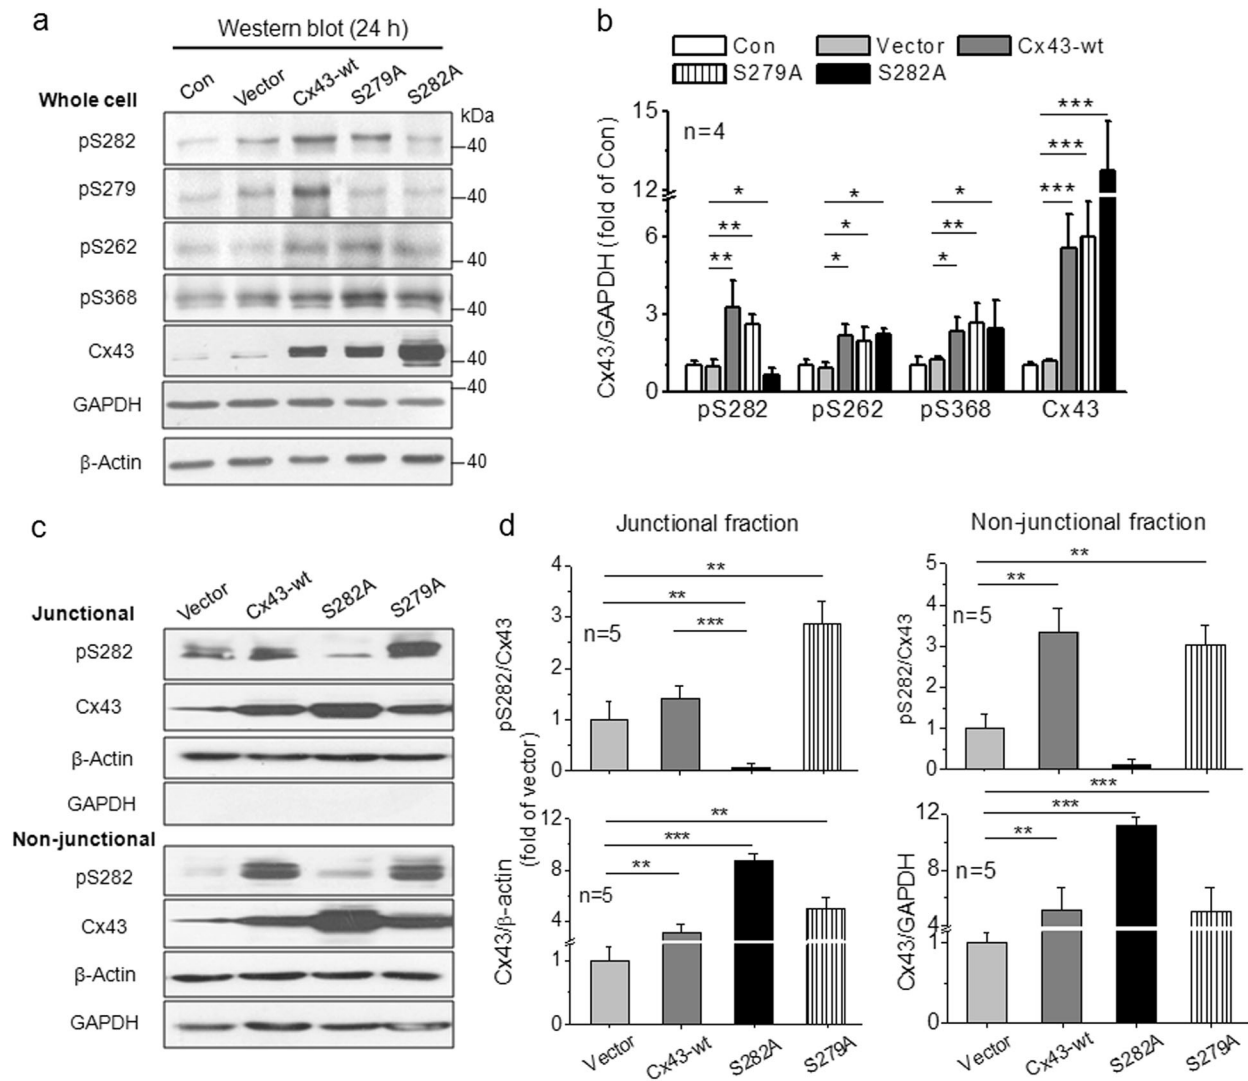 a
Western blot (24 h)
Con Vector Cx43-wt S279A S282A
Whole cell
kDa
pS282
40
pS279
40
pS262
40
pS368
40
Cx43
40
40
GAPDH
β-Actin
40
b
Con Vector Cx43-wt
S279A S282A
Cx43/GAPDH (fold of Con)
15
12
6
3
0
n=4
** ** *
* * *
* ** *
*** *** ***
pS282 pS262 pS368 Cx43
c
Vector Cx43-wt S282A S279A
Junctional
pS282
Cx43
β-Actin
GAPDH
Non-junctional
pS282
Cx43
β-Actin
GAPDH
d
Junctional fraction
pS282/Cx43
4
3
2
1
0
n=5
**
**
***
Non-junctional fraction
pS282/Cx43
5
4
3
2
1
0
n=5
**
**
(fold of vector)
Cx43/β-actin
12
8
4
1
0
n=5
**
***
**
Vector Cx43-wt S282A S279A
Cx43/GAPDH
12
8
4
1
0
n=5
***
***
**
Vector Cx43-wt S282A S279A